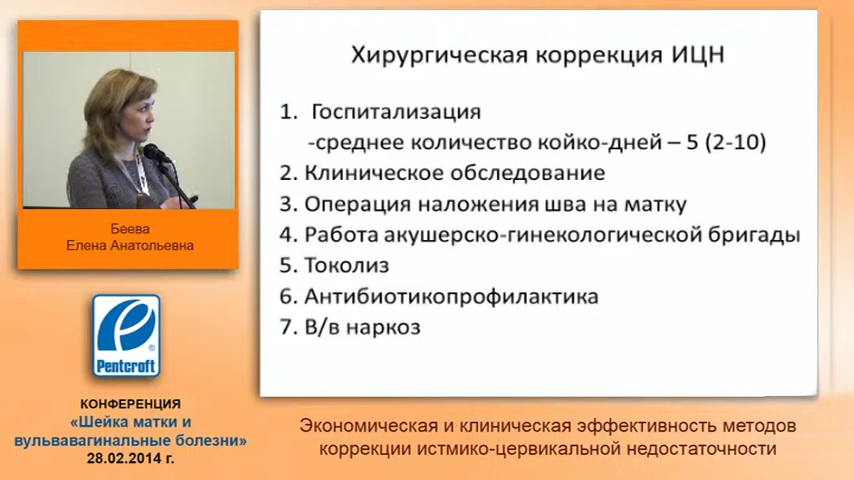 Хирургическая коррекция ИЦН
1. Госпитализация
-среднее количество койко-дней – 5 (2-10)
2. Клиническое обследование
3. Операция наложения шва на матку
4. Работа акушерско-гинекологической бригады
5. Токолиз
6. Антибиотикопрофилактика
7. В/в наркоз
Беева
Елена Анатольевна
Pentcroft
®
КОНФЕРЕНЦИЯ
«Шейка матки и
вульвавагинальные болезни»
28.02.2014 г.
Экономическая и клиническая эффективность методов
коррекции истмико-цервикальной недостаточности